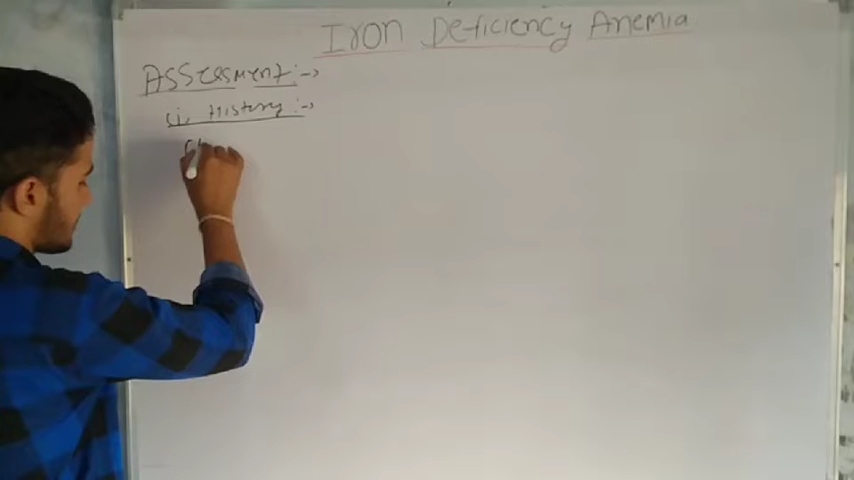 Iron Deficiency Anemia
Assessment :->
(i) History :->